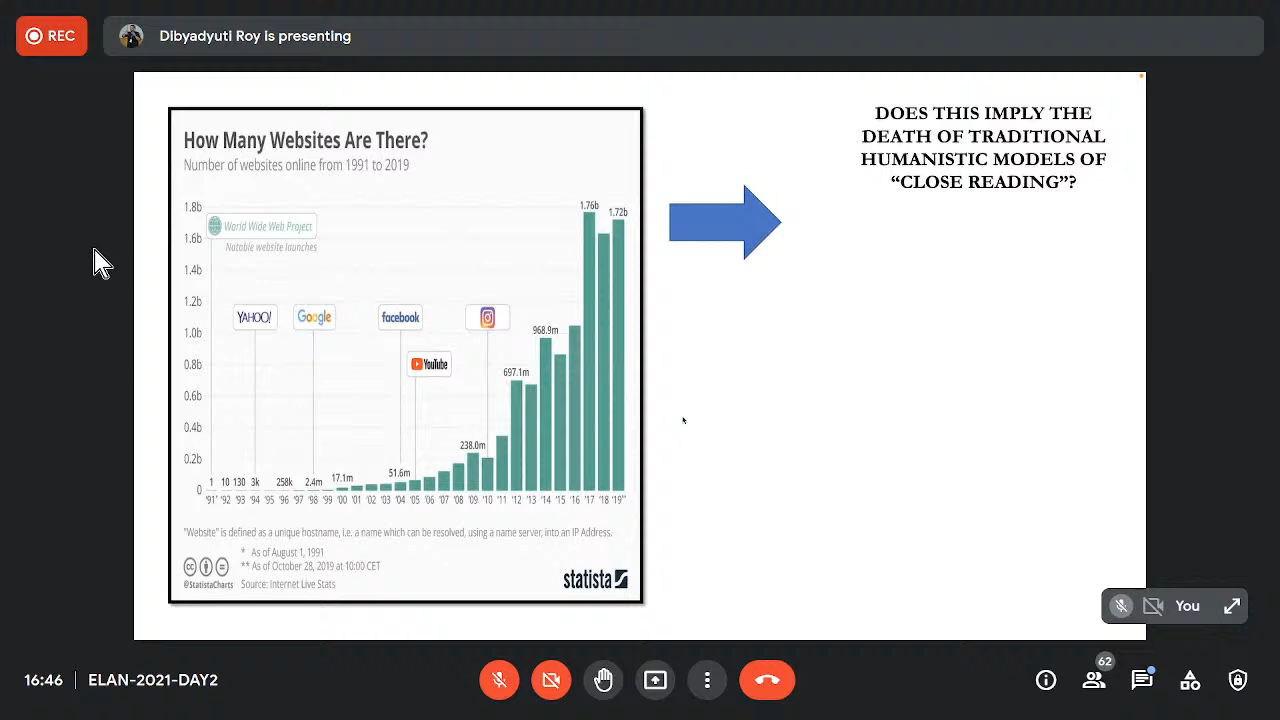 REC
Dibyadyuti Roy is presenting
How Many Websites Are There?
Number of websites online from 1991 to 2019
DOES THIS IMPLY THE
DEATH OF TRADITIONAL
HUMANISTIC MODELS OF
“CLOSE READING”?
1.8b
1.6b
1.4b
1.2b
1.0b
0.8b
0.6b
0.4b
0.2b
0
World Wide Web Project
Notable website launches
YAHOO!
Google
facebook
YouTube
1
10
130
3k
258k
2.4m
17.1m
51.6m
238.0m
697.1m
968.9m
1.76b
1.72b
'91* '92 '93 '94 '95 '96 '97 '98 '99 '00 '01 '02 '03 '04 '05 '06 '07 '08 '09 '10 '11 '12 '13 '14 '15 '16 '17 '18 '19**
"Website" is defined as a unique hostname, i.e. a name which can be resolved, using a name server, into an IP Address.
* As of August 1, 1991
** As of October 28, 2019 at 10:00 CET
@StatistaCharts Source: Internet Live Stats
statista
You
16:46 | ELAN-2021-DAY2
62